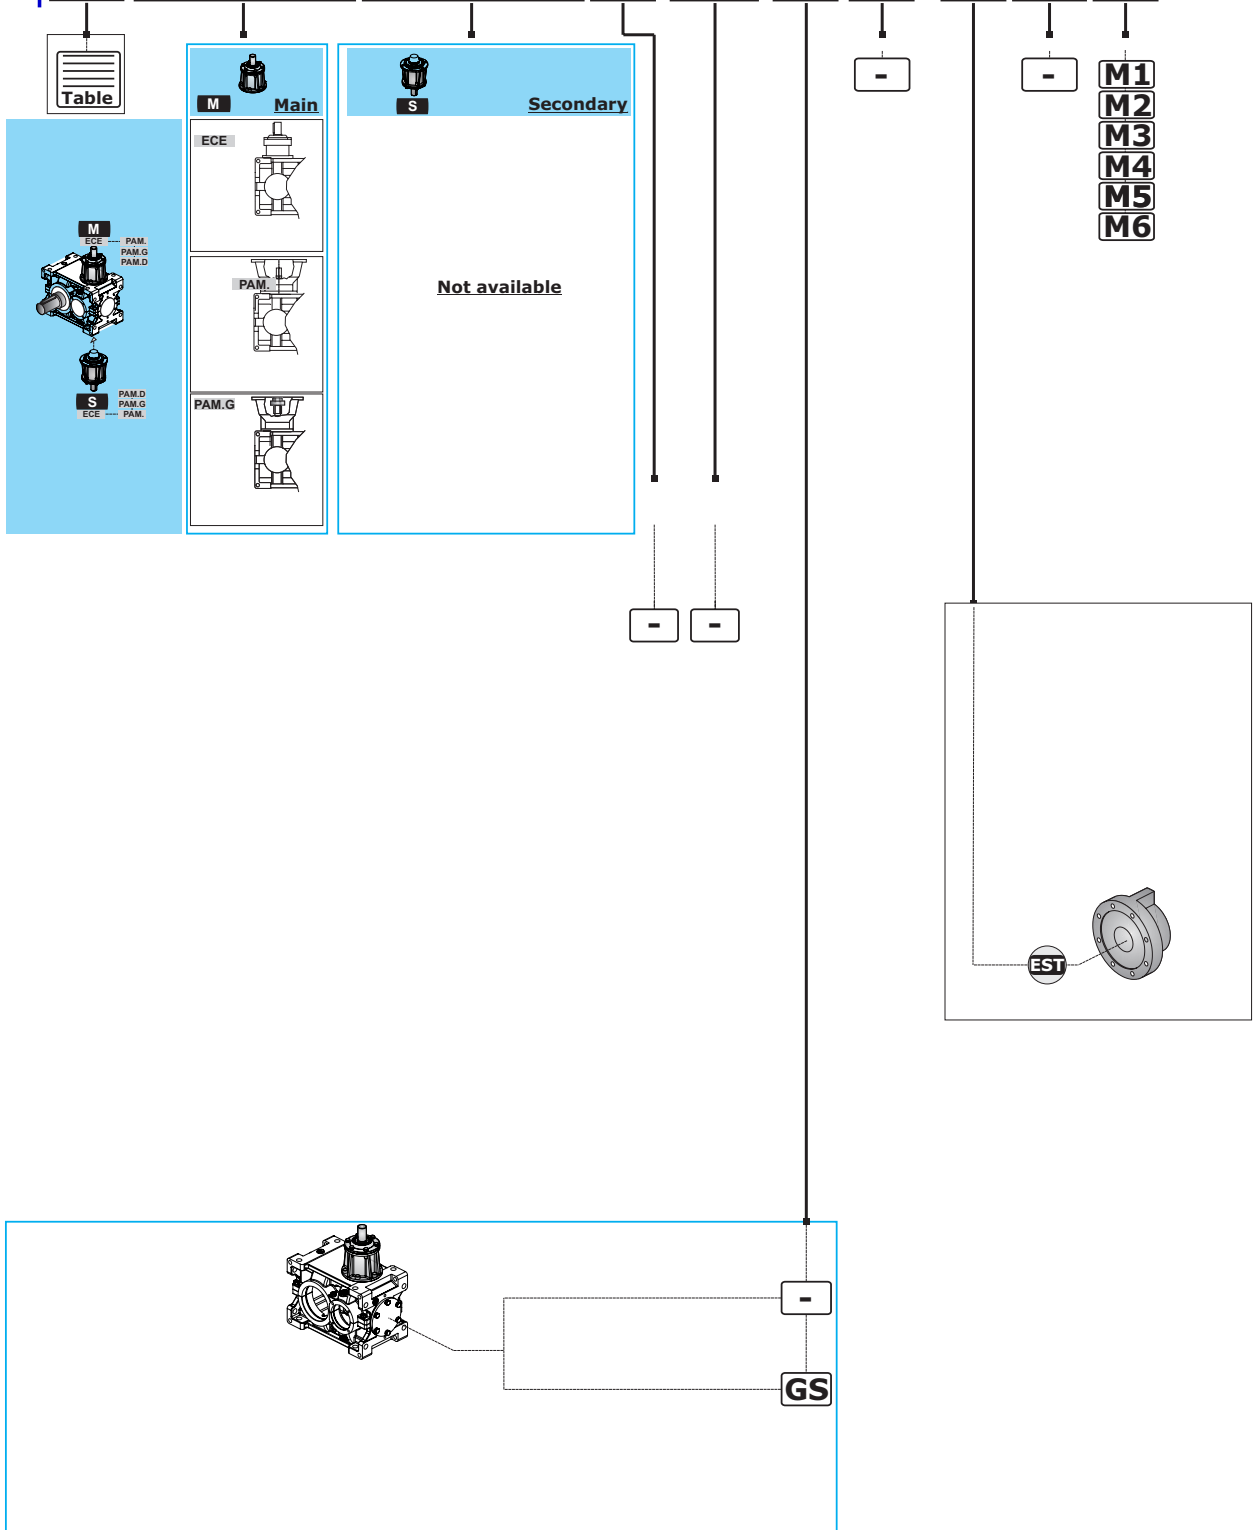 Table
M Main
S Secondary
-
-
M1
M2
M3
M4
M5
M6
M
ECE PAM.
PAM.G
PAM.D
S
PAM.D
PAM.G
ECE PAM.
ECE
PAM.
PAM.G
Not available
-
-
EST
-
GS